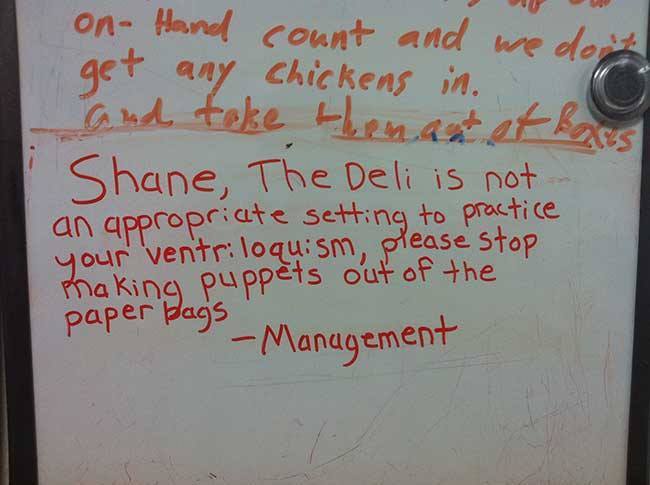 on-Hand count and we don't
get any chickens in.
and take them out of Boxes
Shane, The Deli is not
an appropriate setting to practice
your ventriloquism, please stop
making puppets out of the
paper bags
-Management